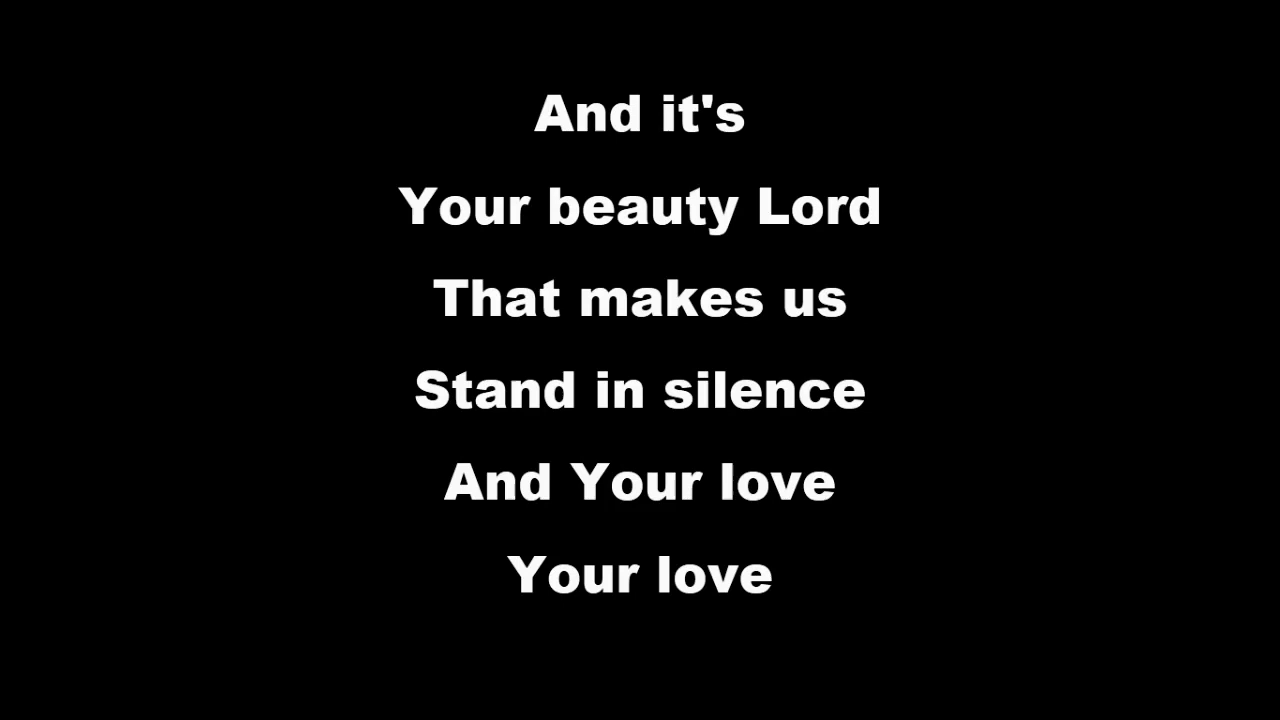 And it's
Your beauty Lord
That makes us
Stand in silence
And Your love
Your love